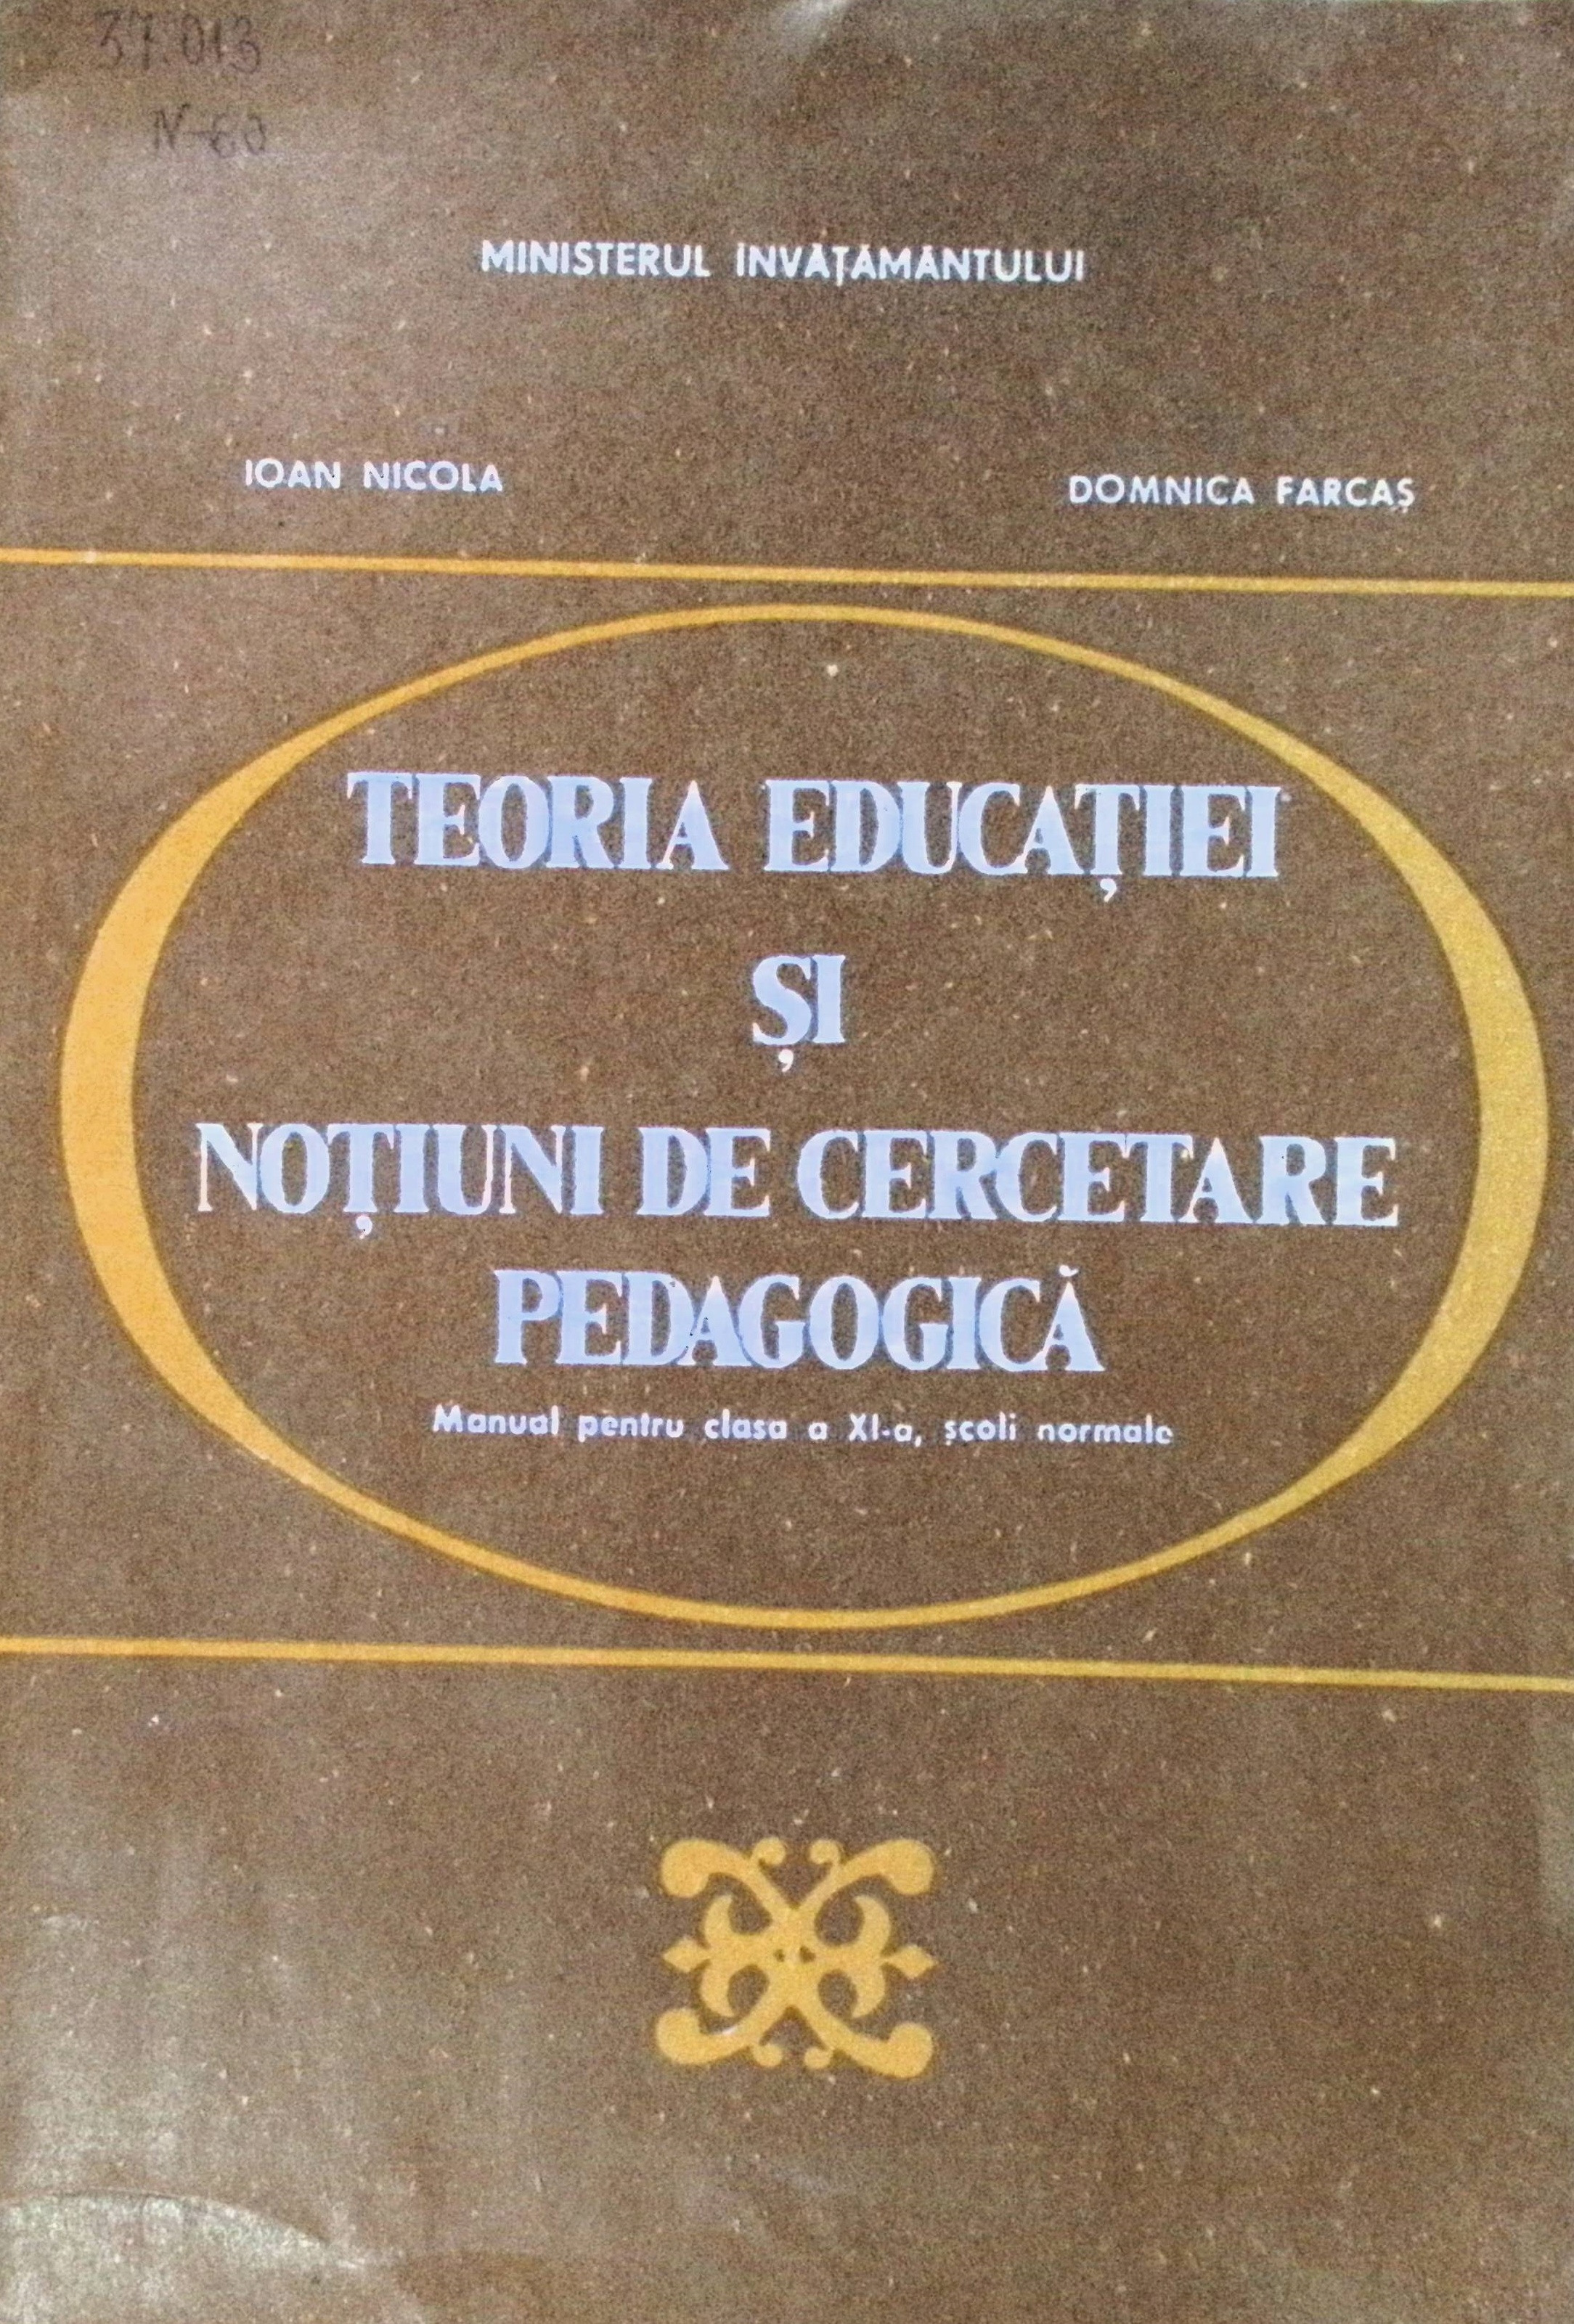 37.013
N-60
MINISTERUL ÎNVĂȚĂMÂNTULUI
IOAN NICOLA
DOMNICA FARCAȘ
TEORIA EDUCAȚIEI
ȘI
NOȚIUNI DE CERCETARE
PEDAGOGICĂ
Manual pentru clasa a XI-a, școli normale